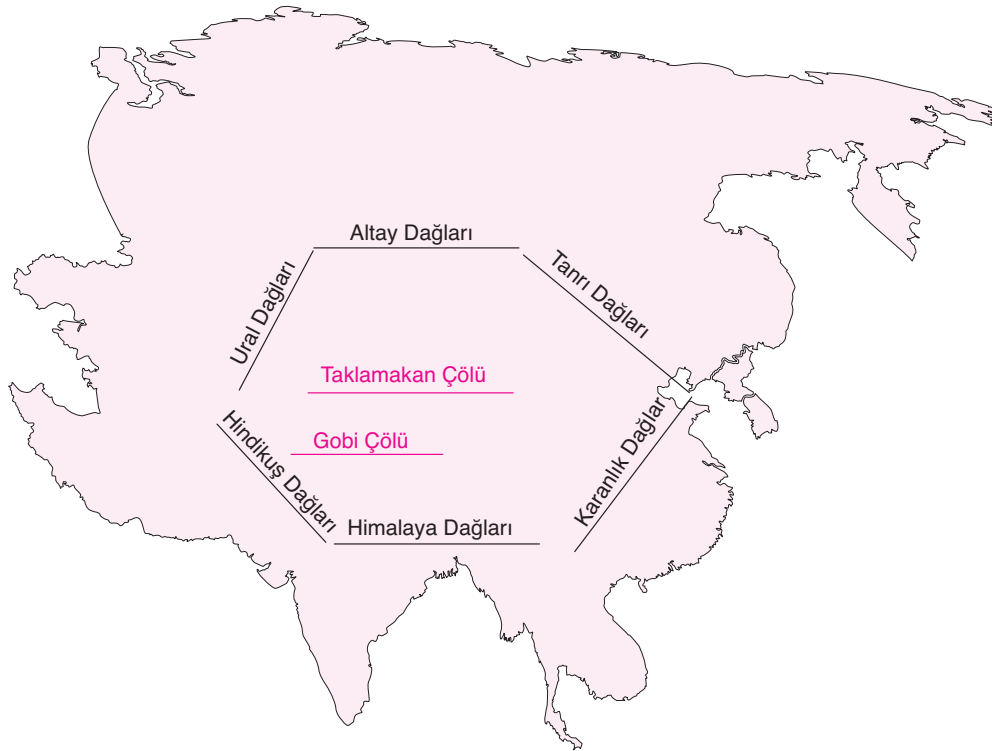 Altay Dağları
Tanrı Dağları
Ural Dağları
Taklamakan Çölü
Gobi Çölü
Hindikuş Dağları
Karanlık Dağlar
Himalaya Dağları